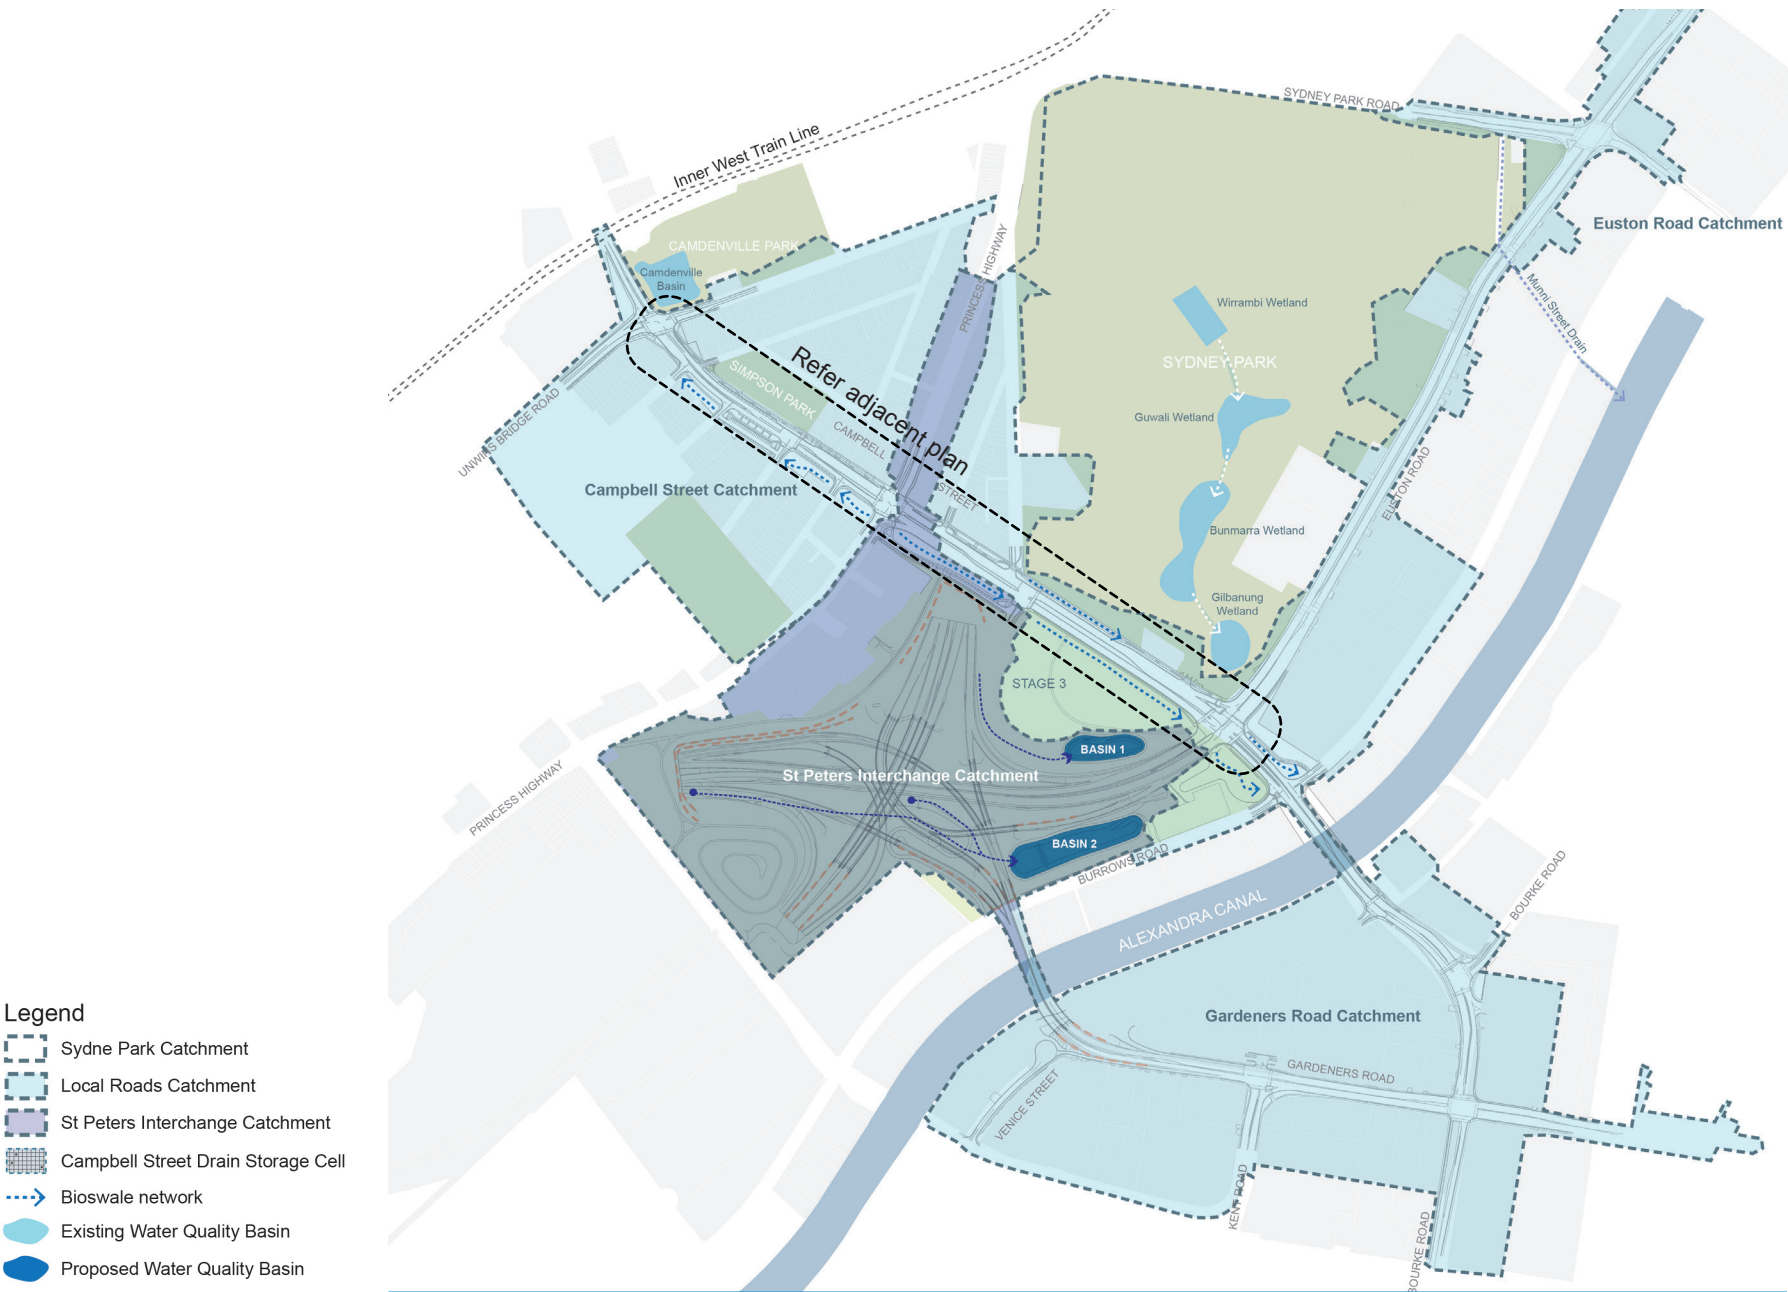 SYDNEY PARK ROAD
Inner West Train Line
Euston Road Catchment
CAMDENVILLE PARK
PRINCESS HIGHWAY
Camdenville
Basin
Munni Street Drain
Wirrambi Wetland
SYDNEY PARK
Refer adjacent plan
SIMPSON PARK
Guwali Wetland
UNWINS BRIDGE ROAD
CAMPBELL
STREET
EUSTON ROAD
Campbell Street Catchment
Bunmarra Wetland
Gilbanung
Wetland
STAGE 3
BASIN 1
St Peters Interchange Catchment
PRINCESS HIGHWAY
BASIN 2
BURROWS ROAD
BOURKE ROAD
ALEXANDRA CANAL
Gardeners Road Catchment
GARDENERS ROAD
VENICE STREET
KENT ROAD
BOURKE ROAD
Legend
Sydne Park Catchment
Local Roads Catchment
St Peters Interchange Catchment
Campbell Street Drain Storage Cell
Bioswale network
Existing Water Quality Basin
Proposed Water Quality Basin